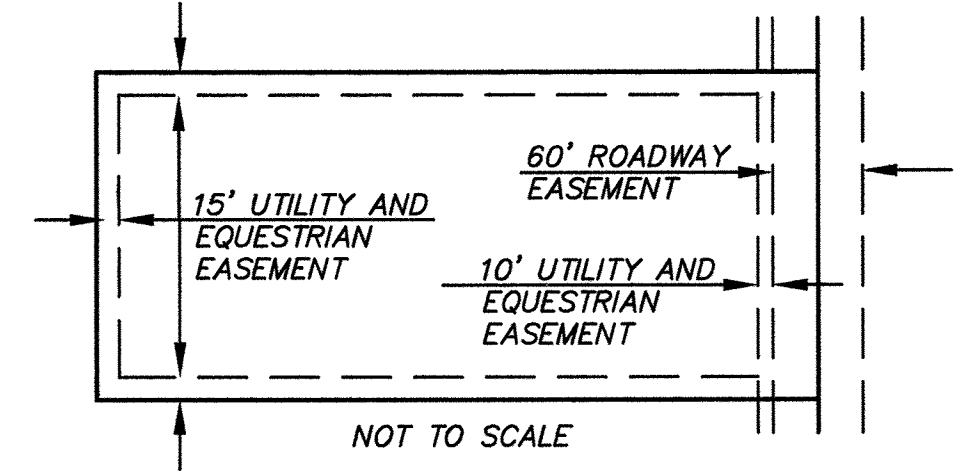 60' ROADWAY
EASEMENT
15' UTILITY AND
EQUESTRIAN
EASEMENT
10' UTILITY AND
EQUESTRIAN
EASEMENT
NOT TO SCALE